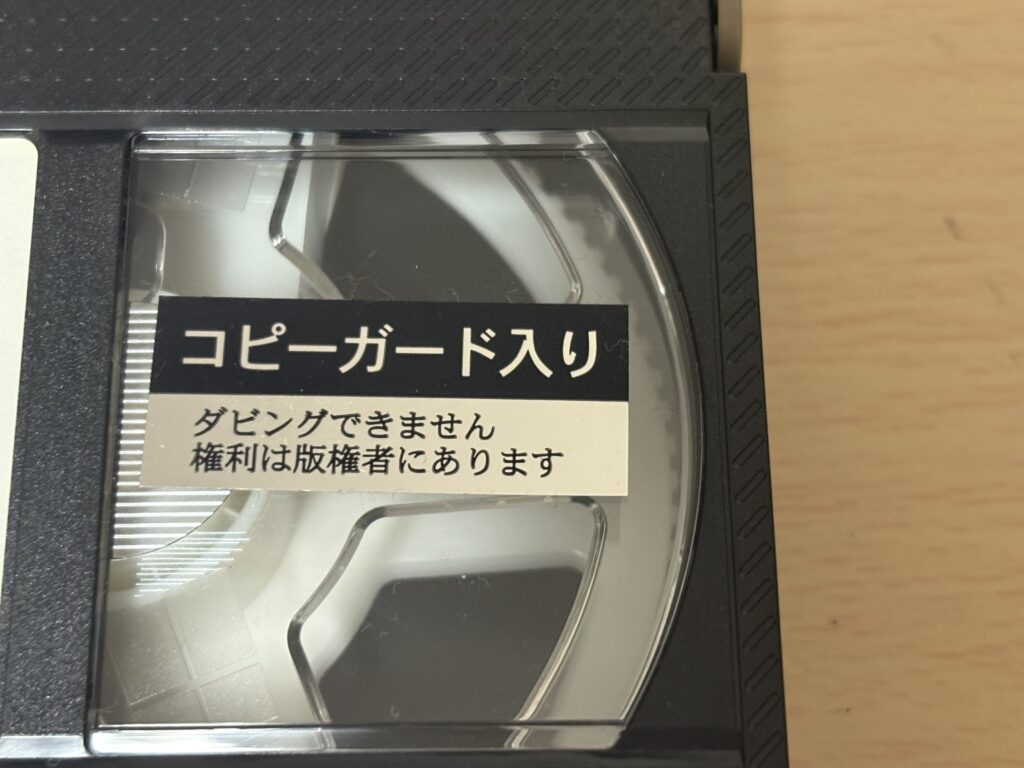 コピーガード入り
ダビングできません
権利は版権者にあります